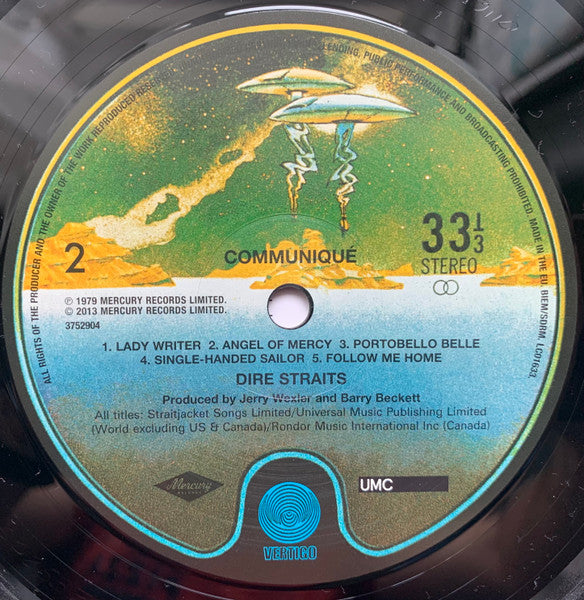 ALL RIGHTS OF THE PRODUCER AND THE OWNER OF THE WORK REPRODUCED RESERVED
LENDING, PUBLIC PERFORMANCE AND BROADCASTING PROHIBITED. MADE IN THE EU. BIEM/SDRM. LC01633.
2
COMMUNIQUÉ
33 1/3
STEREO
℗ 1979 MERCURY RECORDS LIMITED.
© 2013 MERCURY RECORDS LIMITED.
3752904
1. LADY WRITER 2. ANGEL OF MERCY 3. PORTOBELLO BELLE
4. SINGLE-HANDED SAILOR 5. FOLLOW ME HOME
DIRE STRAITS
Produced by Jerry Wexler and Barry Beckett
All titles: Straitjacket Songs Limited/Universal Music Publishing Limited
(World excluding US & Canada)/Rondor Music International Inc (Canada)
Mercury
RECORDS
UMC
VERTIGO